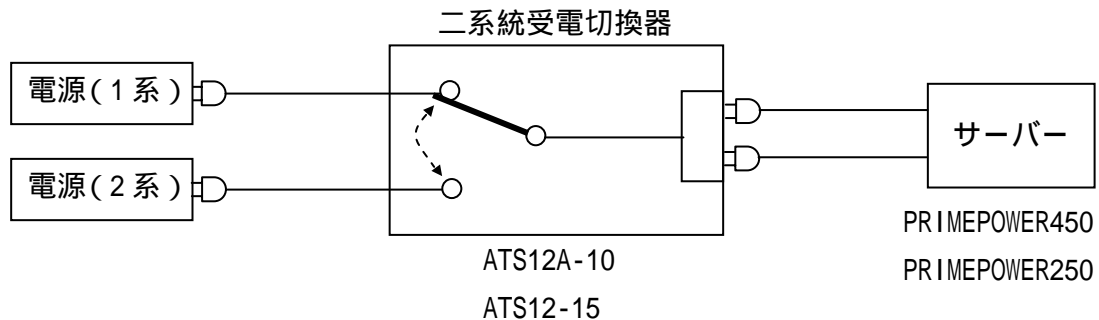 二系統受電切換器
電源(1系)
電源(2系)
サーバー
PRIMEPOWER450
PRIMEPOWER250
ATS12A-10
ATS12-15